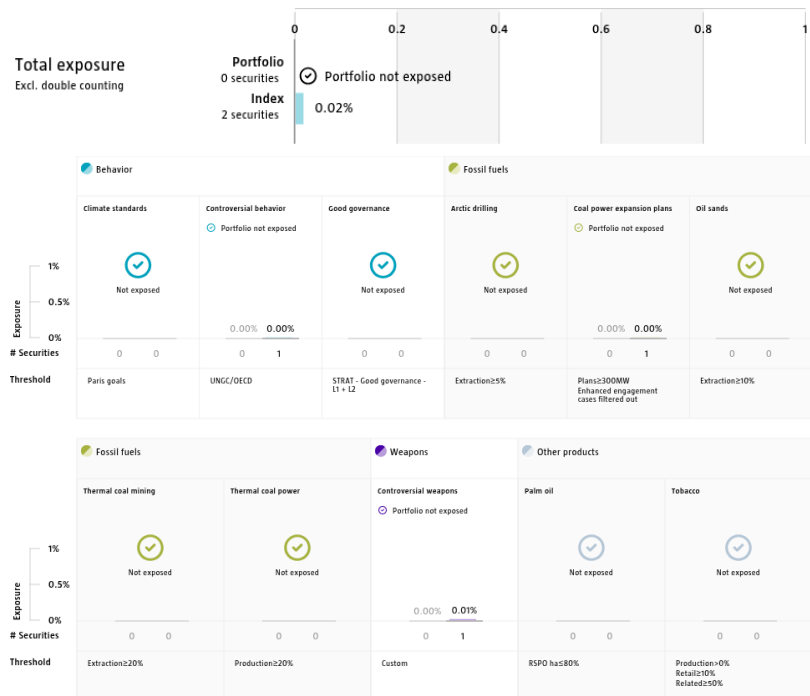 0 0.2 0.4 0.6 0.8 1
Total exposure
Excl. double counting
Portfolio
0 securities
Portfolio not exposed
Index
2 securities
0.02%
Behavior
Fossil fuels
Climate standards
Controversial behavior
Good governance
Arctic drilling
Coal power expansion plans
Oil sands
Portfolio not exposed
Portfolio not exposed
Not exposed
Not exposed
Not exposed
Not exposed
Exposure
1%
0.5%
0%
0.00% 0.00%
0.00% 0.00%
# Securities
0 0
0 1
0 0
0 0
0 1
0 0
Threshold
Paris goals
UNGC/OECD
STRAT - Good governance -
L1 + L2
Extraction≥5%
Plans≥300MW
Enhanced engagement
cases filtered out
Extraction≥10%
Fossil fuels
Weapons
Other products
Thermal coal mining
Thermal coal power
Controversial weapons
Palm oil
Tobacco
Portfolio not exposed
Not exposed
Not exposed
Not exposed
Not exposed
Exposure
1%
0.5%
0%
0.00% 0.01%
# Securities
0 0
0 0
0 1
0 0
0 0
Threshold
Extraction≥20%
Production≥20%
Custom
RSPO ha≤80%
Production>0%
Retail≥10%
Related≥50%